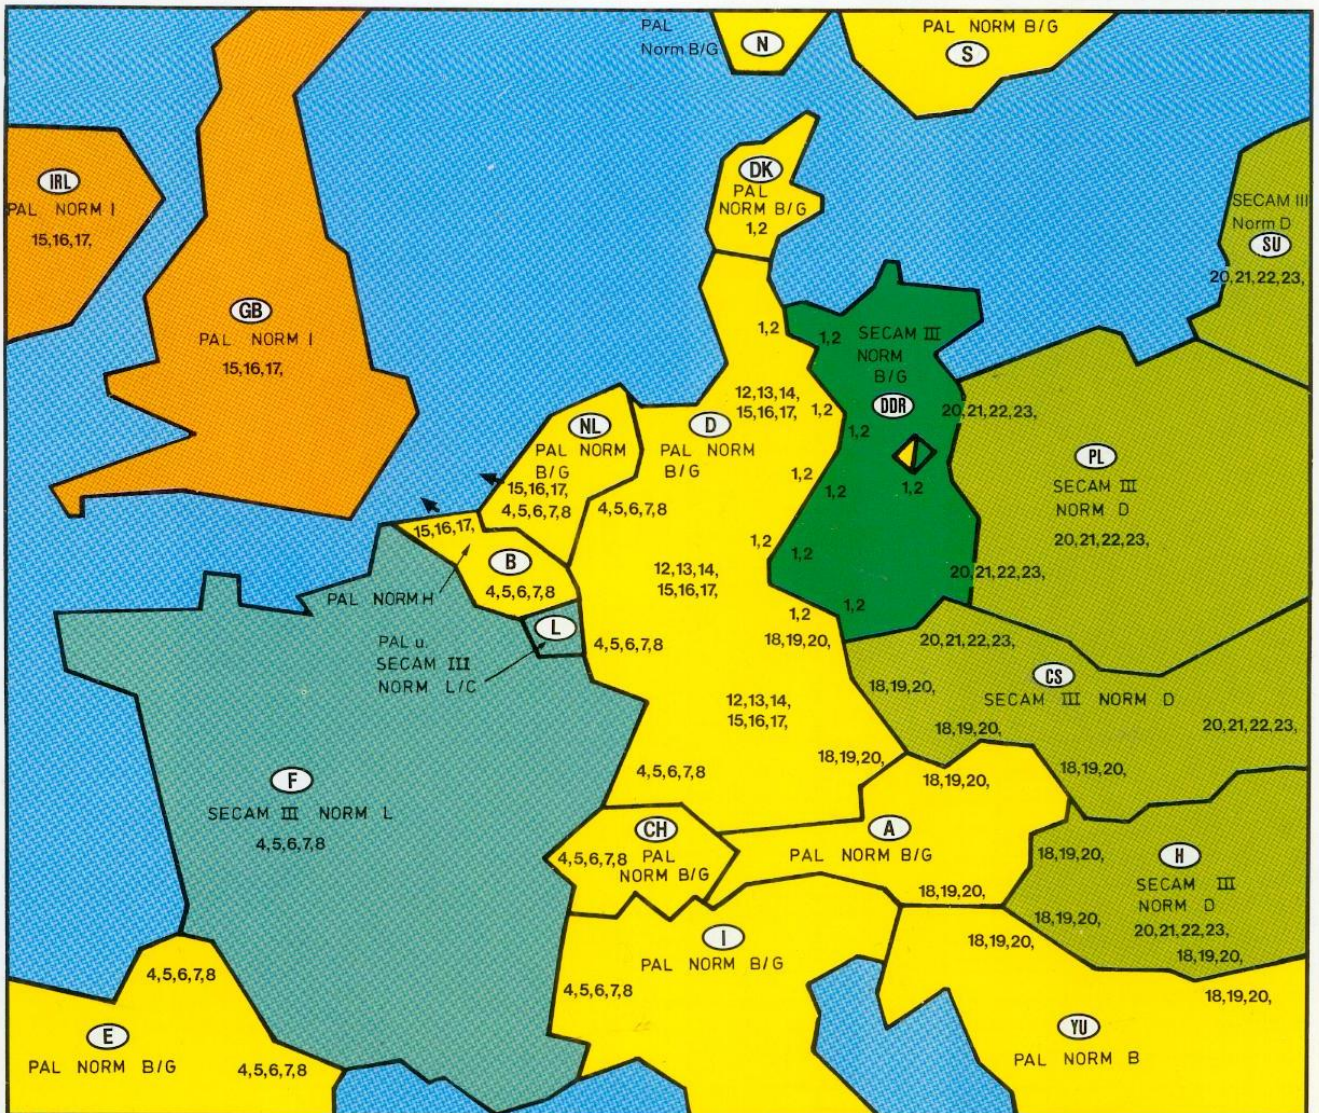 PAL
Norm B/G
N
PAL NORM B/G
S
IRL
PAL NORM I
15,16,17,
GB
PAL NORM I
15,16,17,
DK
PAL
NORM B/G
1,2
SECAM III
Norm D
SU
20,21,22,23,
1,2
1,2
SECAM III
NORM
B/G
DDR
12,13,14,
15,16,17,
1,2
1,2
20,21,22,23,
NL
PAL NORM
B/G
15,16,17,
4,5,6,7,8
D
PAL NORM
B/G
4,5,6,7,8
1,2
1,2
1,2
PL
SECAM III
NORM D
20,21,22,23,
15,16,17,
B
4,5,6,7,8
PAL NORM H
1,2
1,2
12,13,14,
15,16,17,
20,21,22,23,
1,2
1,2
L
PAL u.
SECAM III
NORM L/C
4,5,6,7,8
18,19,20,
20,21,22,23,
CS
SECAM III NORM D
18,19,20,
18,19,20,
20,21,22,23,
12,13,14,
15,16,17,
18,19,20,
18,19,20,
F
SECAM III NORM L
4,5,6,7,8
4,5,6,7,8
18,19,20,
CH
4,5,6,7,8
PAL
NORM B/G
A
PAL NORM B/G
18,19,20,
18,19,20,
H
SECAM III
NORM D
20,21,22,23,
18,19,20,
18,19,20,
I
PAL NORM B/G
4,5,6,7,8
18,19,20,
18,19,20,
YU
PAL NORM B
4,5,6,7,8
E
PAL NORM B/G
4,5,6,7,8